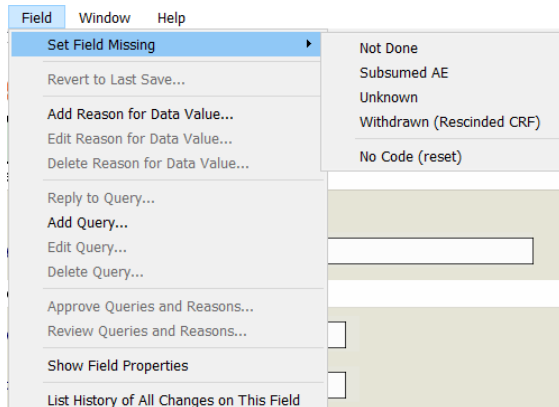 Field Window Help
Set Field Missing
Not Done
Subsumed AE
Unknown
Withdrawn (Rescinded CRF)
No Code (reset)
Revert to Last Save...
Add Reason for Data Value...
Edit Reason for Data Value...
Delete Reason for Data Value...
Reply to Query...
Add Query...
Edit Query...
Delete Query...
Approve Queries and Reasons...
Review Queries and Reasons...
Show Field Properties
List History of All Changes on This Field